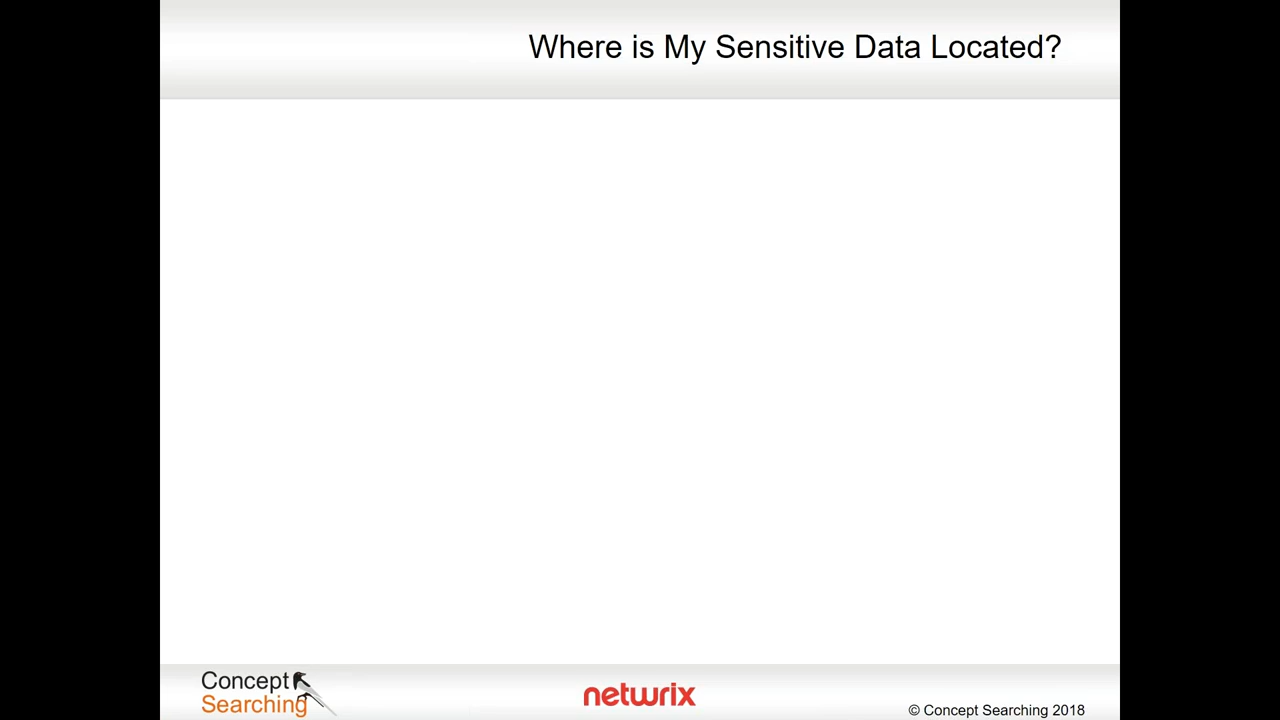 Where is My Sensitive Data Located?
Concept
Searching
netwrix
© Concept Searching 2018